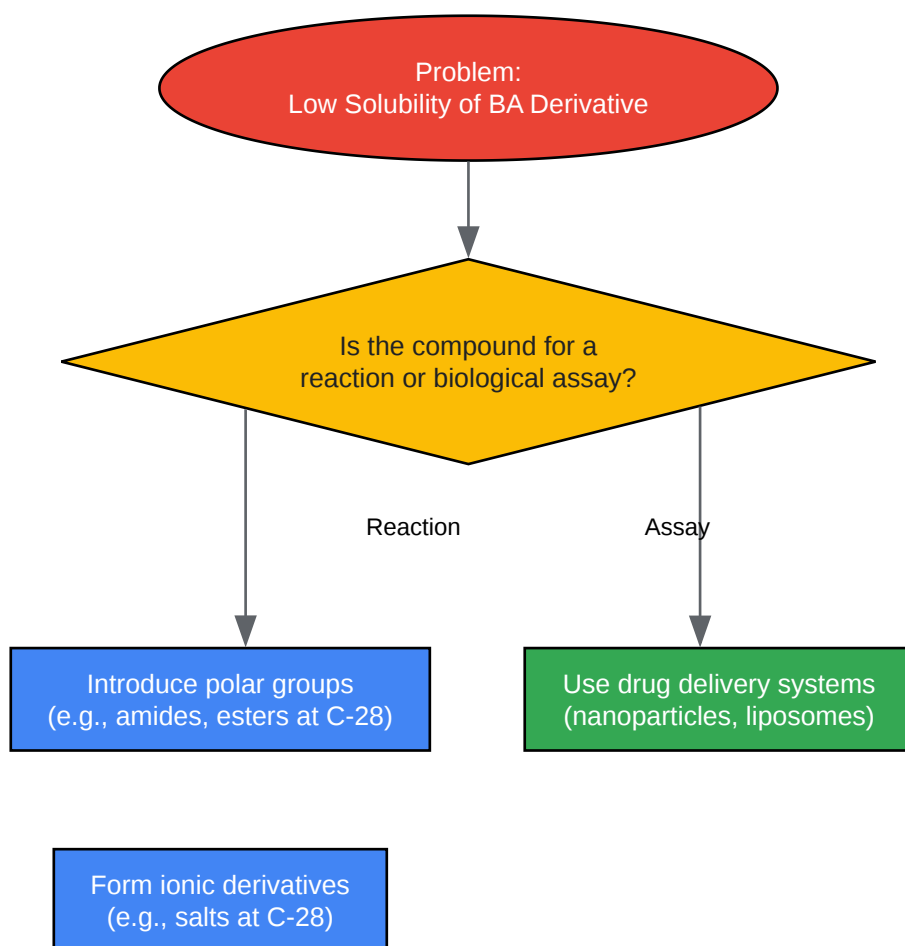 Problem:
Low Solubility of BA Derivative
Is the compound for a
reaction or biological assay?
Reaction
Assay
Introduce polar groups
(e.g., amides, esters at C-28)
Use drug delivery systems
(nanoparticles, liposomes)
Form ionic derivatives
(e.g., salts at C-28)